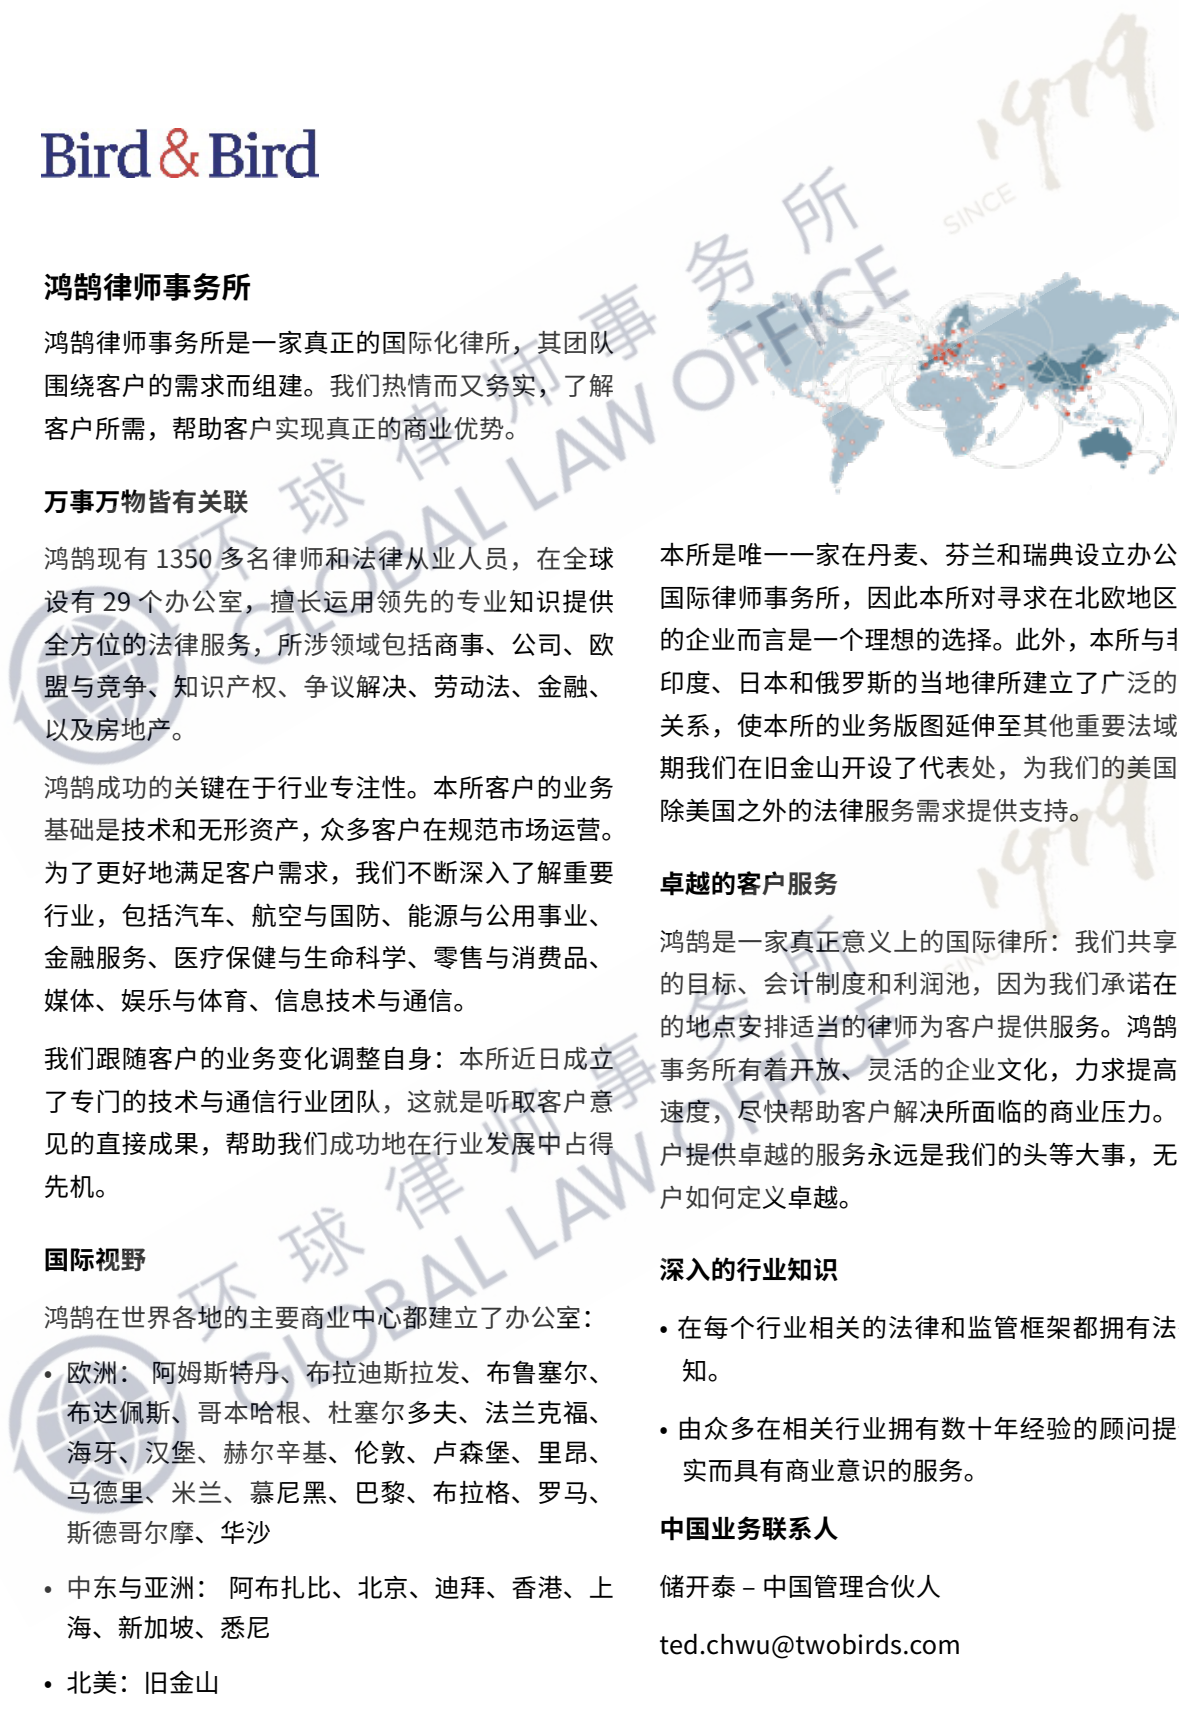 Bird & Bird
鸿鹄律师事务所
鸿鹄律师事务所是一家真正的国际化律所，其团队
围绕客户的需求而组建。我们热情而又务实，了解
客户所需，帮助客户实现真正的商业优势。
万事万物皆有关联
鸿鹄现有 1350 多名律师和法律从业人员，在全球
设有 29 个办公室，擅长运用领先的专业知识提供
全方位的法律服务，所涉领域包括商事、公司、欧
盟与竞争、知识产权、争议解决、劳动法、金融、
以及房地产。
鸿鹄成功的关键在于行业专注性。本所客户的业务
基础是技术和无形资产，众多客户在规范市场运营。
为了更好地满足客户需求，我们不断深入了解重要
行业，包括汽车、航空与国防、能源与公用事业、
金融服务、医疗保健与生命科学、零售与消费品、
媒体、娱乐与体育、信息技术与通信。
我们跟随客户的业务变化调整自身：本所近日成立
了专门的技术与通信行业团队，这就是听取客户意
见的直接成果，帮助我们成功地在行业发展中占得
先机。
国际视野
鸿鹄在世界各地的主要商业中心都建立了办公室：
• 欧洲： 阿姆斯特丹、布拉迪斯拉发、布鲁塞尔、
布达佩斯、哥本哈根、杜塞尔多夫、法兰克福、
海牙、汉堡、赫尔辛基、伦敦、卢森堡、里昂、
马德里、米兰、慕尼黑、巴黎、布拉格、罗马、
斯德哥尔摩、华沙
• 中东与亚洲： 阿布扎比、北京、迪拜、香港、上
海、新加坡、悉尼
• 北美：旧金山
本所是唯一一家在丹麦、芬兰和瑞典设立办公
国际律师事务所，因此本所对寻求在北欧地区
的企业而言是一个理想的选择。此外，本所与
印度、日本和俄罗斯的当地律所建立了广泛的
关系，使本所的业务版图延伸至其他重要法域
期我们在旧金山开设了代表处，为我们的美国
除美国之外的法律服务需求提供支持。
卓越的客户服务
鸿鹄是一家真正意义上的国际律所：我们共享
的目标、会计制度和利润池，因为我们承诺在
的地点安排适当的律师为客户提供服务。鸿鹄
事务所有着开放、灵活的企业文化，力求提高
速度，尽快帮助客户解决所面临的商业压力。
户提供卓越的服务永远是我们的头等大事，无
户如何定义卓越。
深入的行业知识
• 在每个行业相关的法律和监管框架都拥有法
知。
• 由众多在相关行业拥有数十年经验的顾问提
实而具有商业意识的服务。
中国业务联系人
储开泰 – 中国管理合伙人
ted.chwu@twobirds.com
环球律师事务所
GLOBAL LAW OFFICE
SINCE 1979
环球律师事务所
GLOBAL LAW OFFICE
SINCE 1979